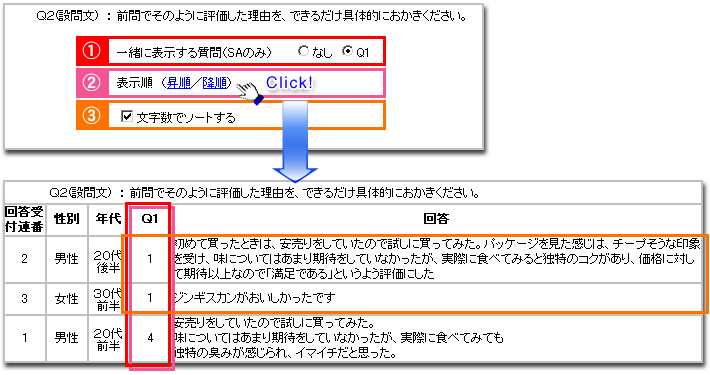 Q2(設問文) ： 前問でそのように評価した理由を、できるだけ具体的におかきください。
① 一緒に表示する質問(SAのみ) なし Q1
② 表示順 （昇順／降順） Click!
③ 文字数でソートする
Q2(設問文) ： 前問でそのように評価した理由を、できるだけ具体的におかきください。
回答受付連番 性別 年代 Q1 回答
2 男性 20代後半 1 初めて買ったときは、安売りをしていたので試しに買ってみた。パッケージを見た感じは、チープそうな印象
を受け、味についてはあまり期待をしていなかったが、実際に食べてみると独特のコクがあり、価格に対し
て期待以上なので「満足である」というよう評価にした
3 女性 30代前半 1 ジンギスカンがおいしかったです
1 男性 20代前半 4 安売りをしていたので試しに買ってみた。
味についてはあまり期待をしていなかったが、実際に食べてみても
独特の臭みが感じられ、イマイチだと思った。